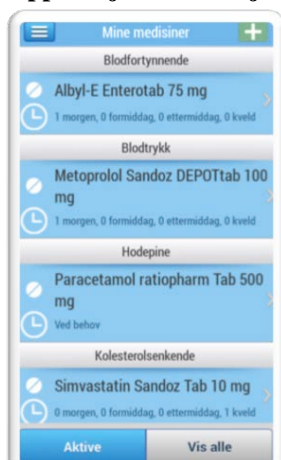 Mine medisiner
Blodfortynnende
Albyl-E Enterotab 75 mg
1 morgen, 0 formiddag, 0 ettermiddag, 0 kveld
Blodtrykk
Metoprolol Sandoz DEPOTtab 100
mg
1 morgen, 0 formiddag, 0 ettermiddag, 0 kveld
Hodepine
Paracetamol ratiopharm Tab 500
mg
Ved behov
Kolesterolsenkende
Simvastatin Sandoz Tab 10 mg
0 morgen, 0 formiddag, 0 ettermiddag, 1 kveld
Aktive
Vis alle